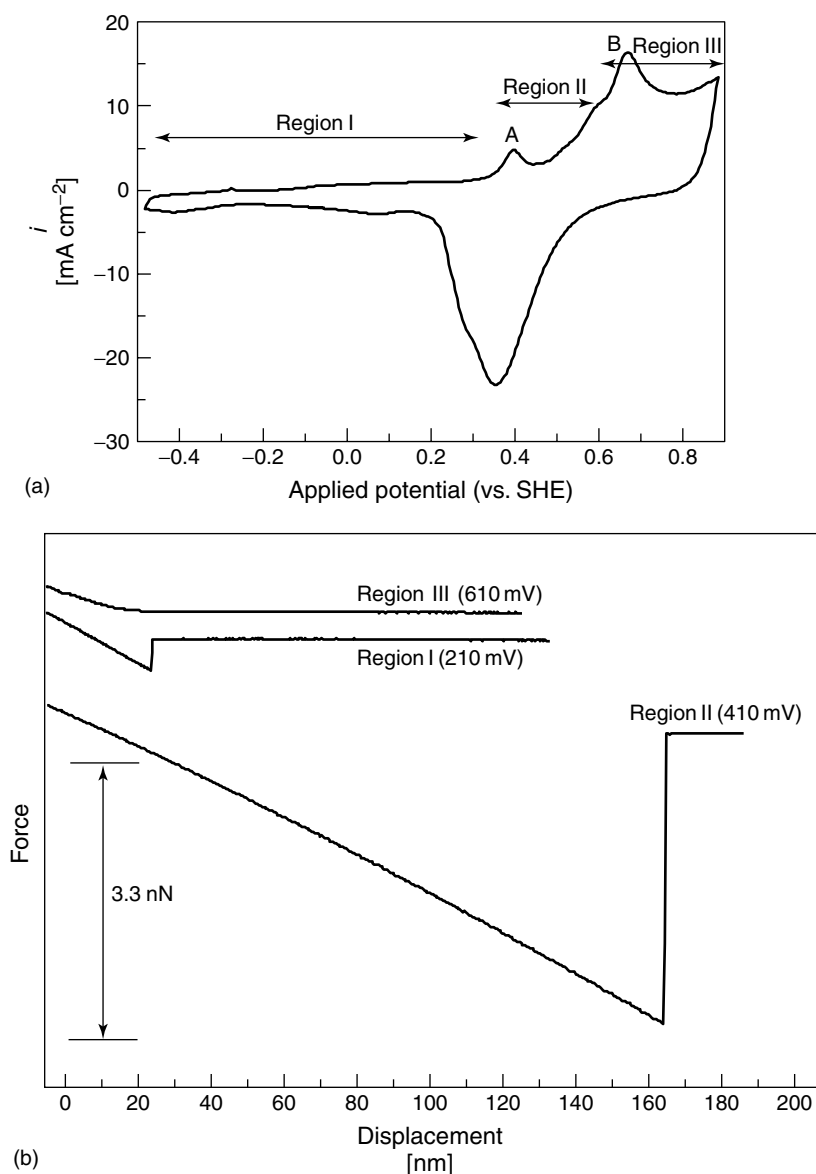 20
10
0
−10
−20
−30
i
[mA cm−2]
Region I
A
Region II
B
Region III
−0.4
−0.2
0.0
0.2
0.4
0.6
0.8
Applied potential (vs. SHE)
(a)
Region III (610 mV)
Region I (210 mV)
Region II (410 mV)
3.3 nN
Force
0
20
40
60
80
100
120
140
160
180
200
Displacement
[nm]
(b)